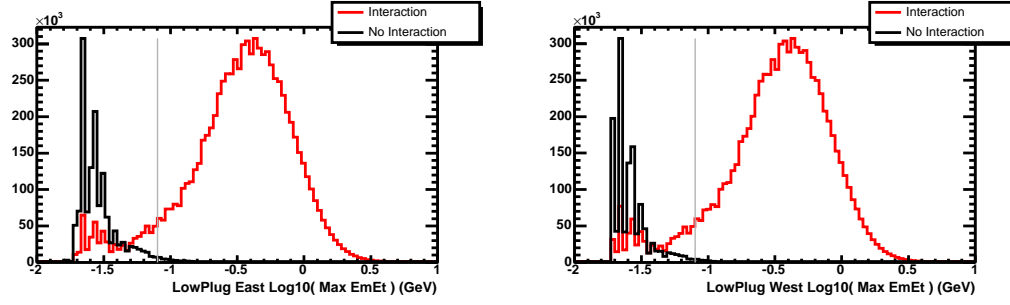 ×10³
Interaction
No Interaction
300
250
200
150
100
50
0
-2 -1.5 -1 -0.5 0 0.5 1
LowPlug East Log10( Max EmEt ) (GeV)
×10³
Interaction
No Interaction
300
250
200
150
100
50
0
-2 -1.5 -1 -0.5 0 0.5 1
LowPlug West Log10( Max EmEt ) (GeV)